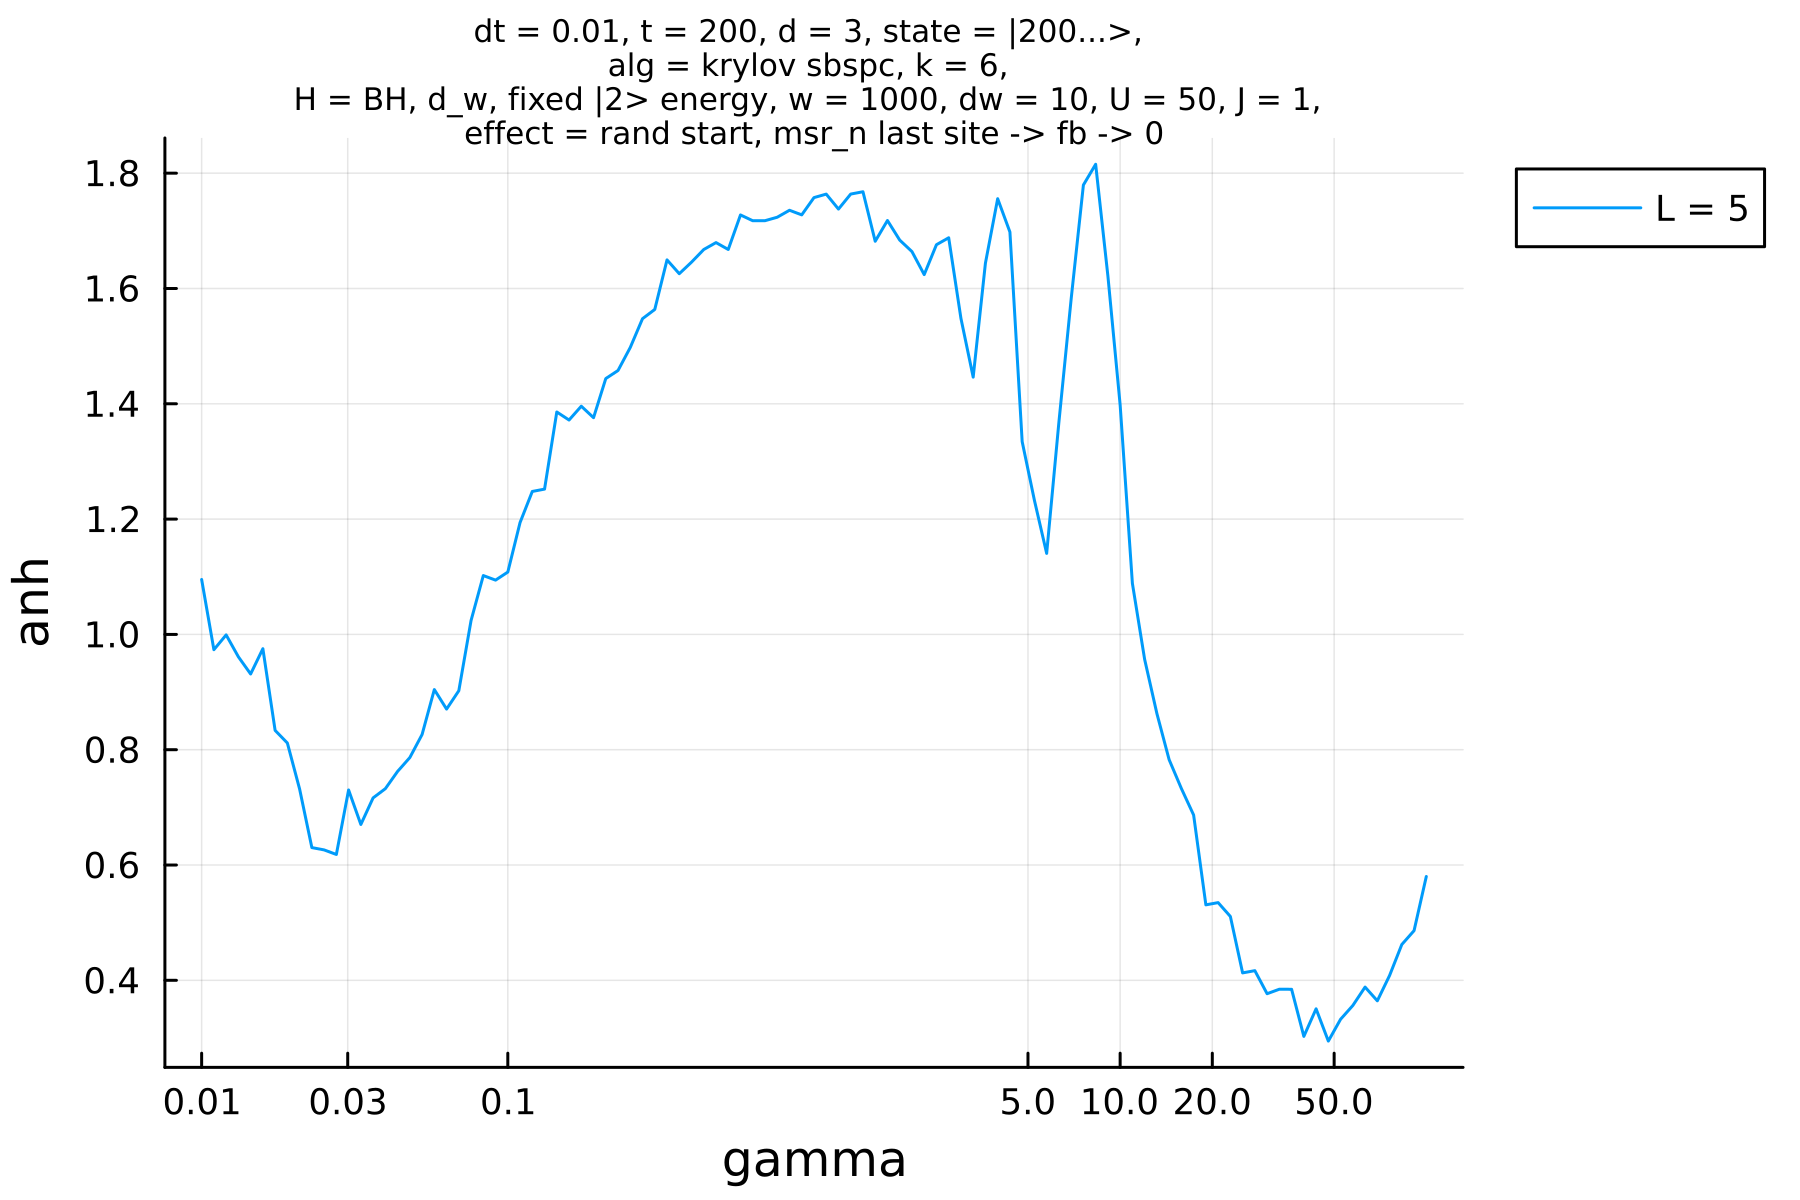 dt = 0.01, t = 200, d = 3, state = |200...>,
alg = krylov sbspc, k = 6,
H = BH, d_w, fixed |2> energy, w = 1000, dw = 10, U = 50, J = 1,
effect = rand start, msr_n last site -> fb -> 0
L = 5
1.8
1.6
1.4
1.2
1.0
0.8
0.6
0.4
anh
0.01 0.03 0.1 5.0 10.0 20.0 50.0
gamma